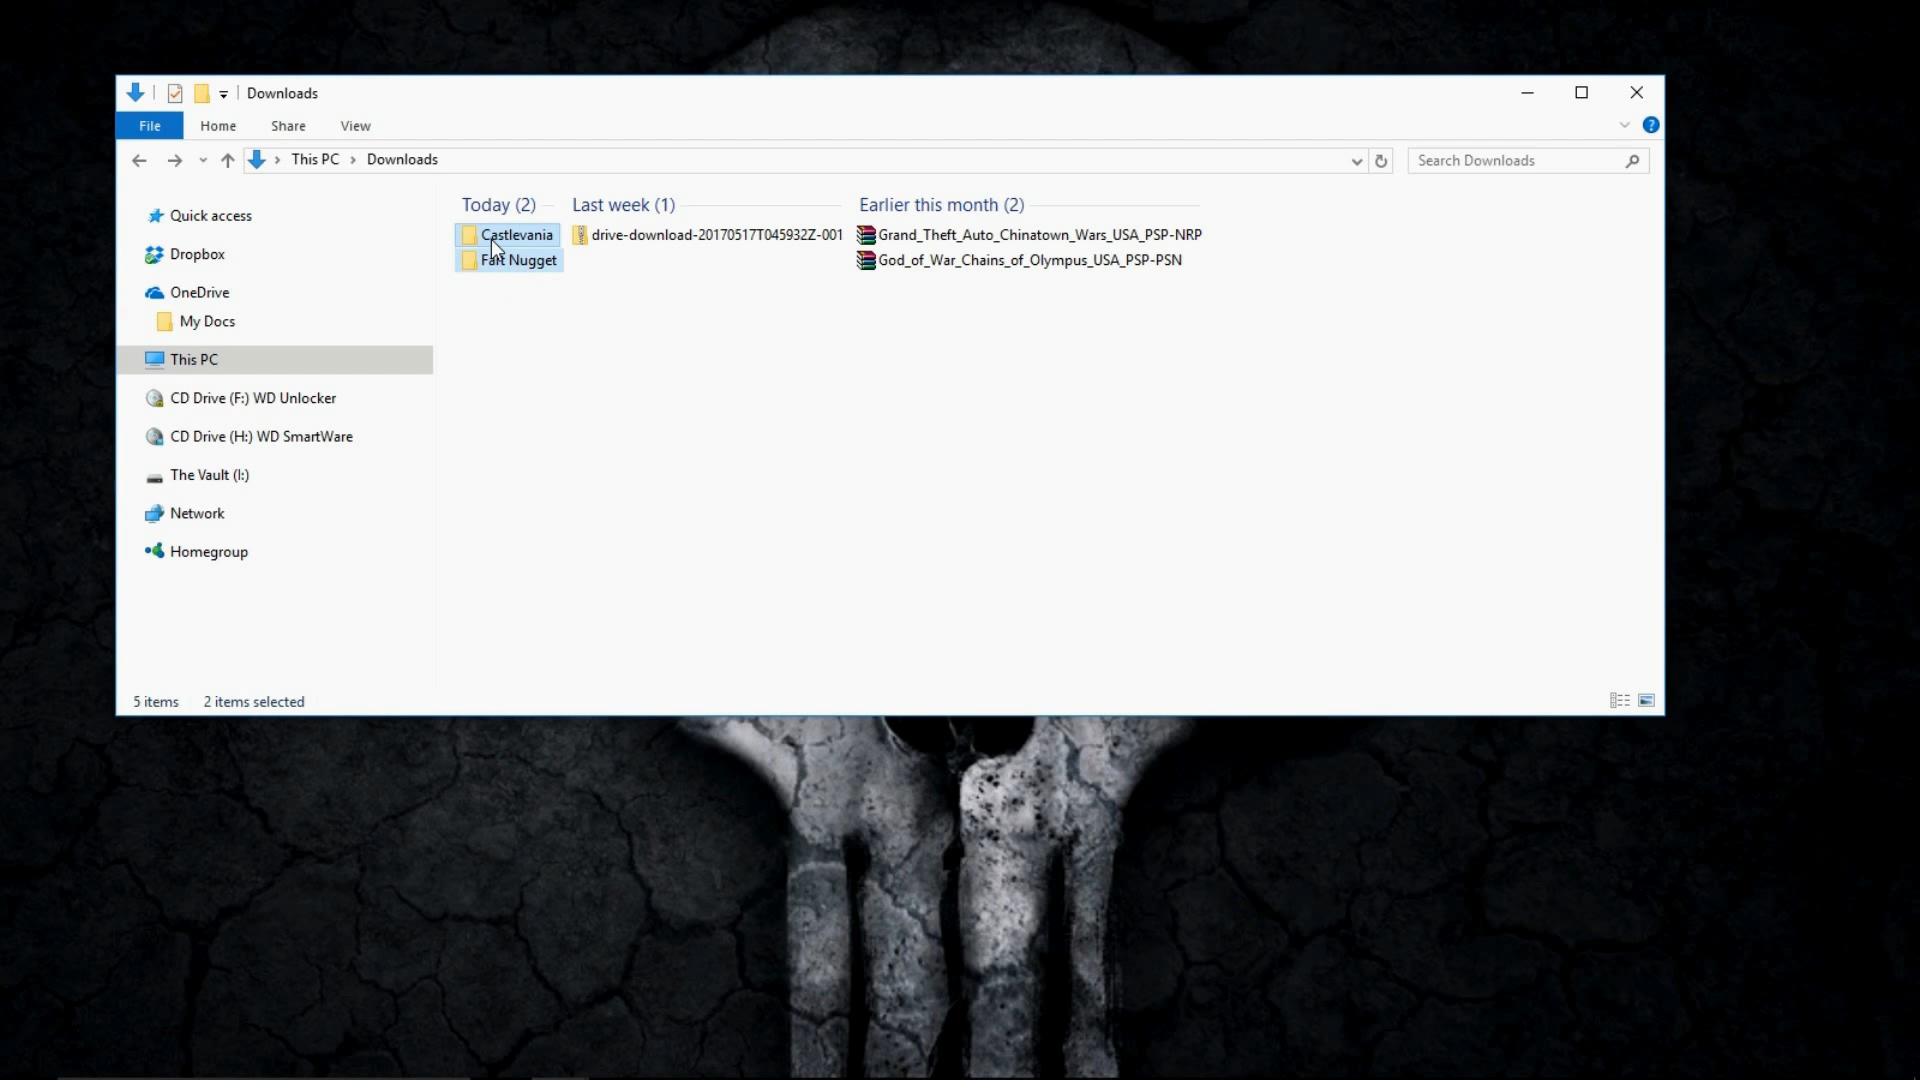 Downloads
File Home Share View
This PC Downloads
Search Downloads
Quick access
Dropbox
OneDrive
My Docs
This PC
CD Drive (F:) WD Unlocker
CD Drive (H:) WD SmartWare
The Vault (I:)
Network
Homegroup
Today (2) Last week (1) Earlier this month (2)
Castlevania drive-download-20170517T045932Z-001 Grand_Theft_Auto_Chinatown_Wars_USA_PSP-NRP
Fart Nugget God_of_War_Chains_of_Olympus_USA_PSP-PSN
5 items 2 items selected